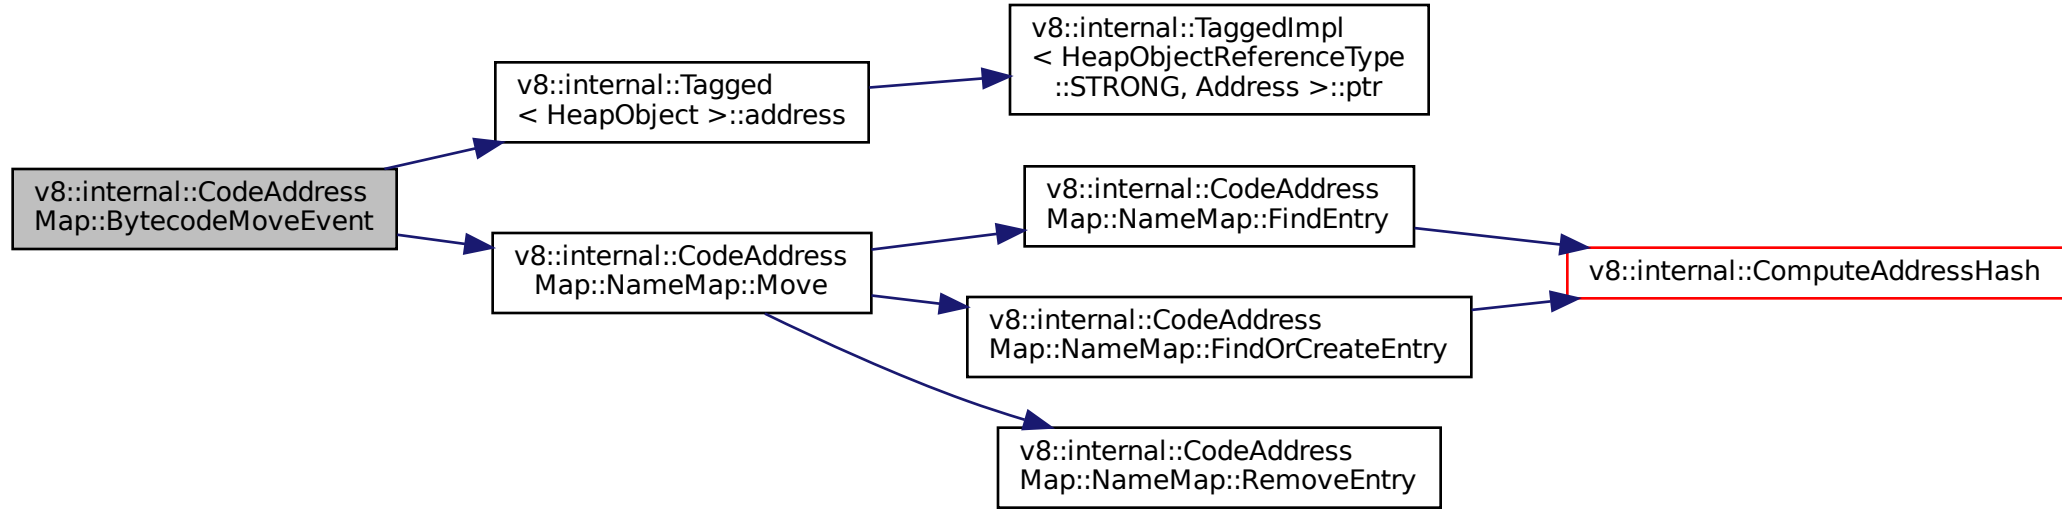 v8::internal::CodeAddress
Map::BytecodeMoveEvent
v8::internal::Tagged
< HeapObject >::address
v8::internal::TaggedImpl
< HeapObjectReferenceType
::STRONG, Address >::ptr
v8::internal::CodeAddress
Map::NameMap::Move
v8::internal::CodeAddress
Map::NameMap::FindEntry
v8::internal::ComputeAddressHash
v8::internal::CodeAddress
Map::NameMap::FindOrCreateEntry
v8::internal::CodeAddress
Map::NameMap::RemoveEntry